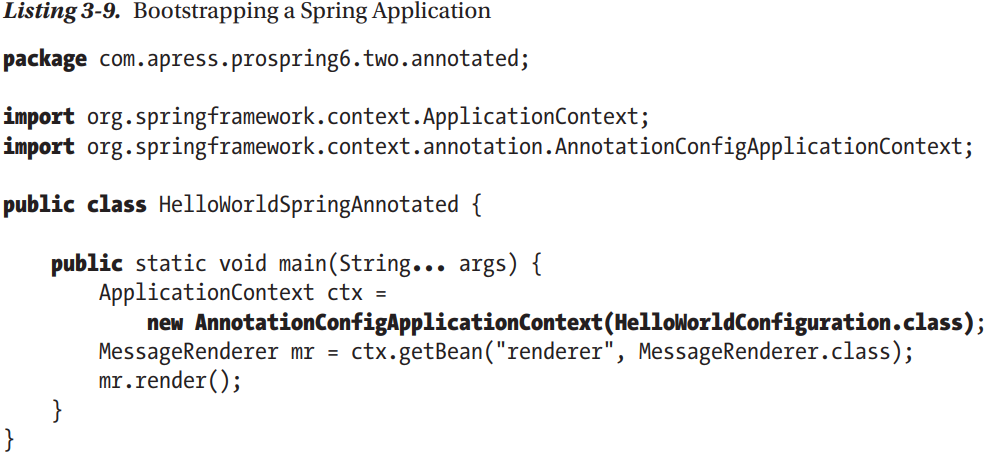 Listing 3-9. Bootstrapping a Spring Application
package com.apress.prospring6.two.annotated;
import org.springframework.context.ApplicationContext;
import org.springframework.context.annotation.AnnotationConfigApplicationContext;
public class HelloWorldSpringAnnotated {
    public static void main(String... args) {
        ApplicationContext ctx =
            new AnnotationConfigApplicationContext(HelloWorldConfiguration.class);
        MessageRenderer mr = ctx.getBean("renderer", MessageRenderer.class);
        mr.render();
    }
}